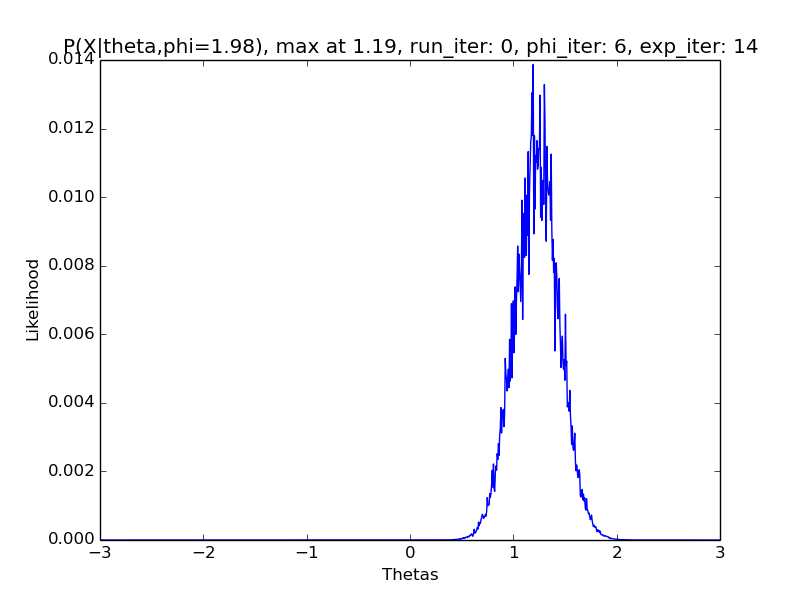 P(X|theta,phi=1.98), max at 1.19, run_iter: 0, phi_iter: 6, exp_iter: 14
0.014
0.012
0.010
0.008
0.006
0.004
0.002
0.000
Likelihood
−3 −2 −1 0 1 2 3
Thetas